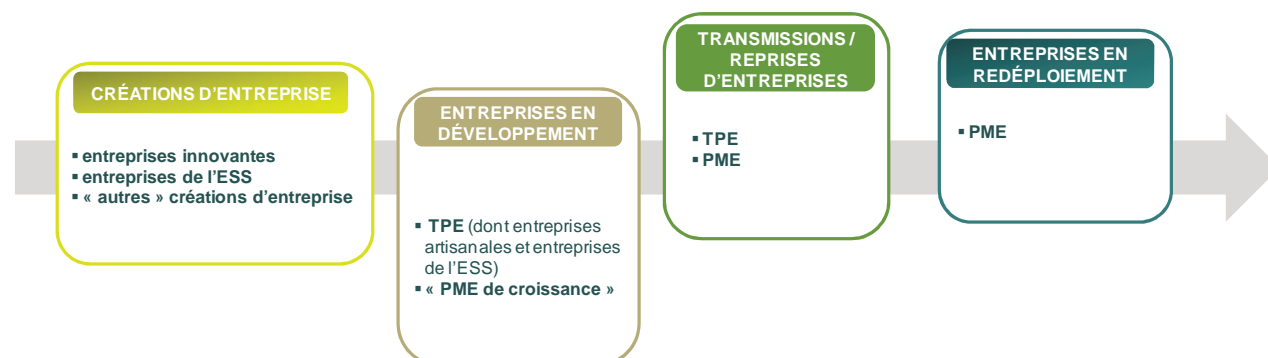 CRÉATIONS D'ENTREPRISE
▪ entreprises innovantes
▪ entreprises de l'ESS
▪ « autres » créations d'entreprise
ENTREPRISES EN
DÉVELOPPEMENT
▪ TPE (dont entreprises
artisanales et entreprises
de l'ESS)
▪ « PME de croissance »
TRANSMISSIONS /
REPRISES
D'ENTREPRISES
▪ TPE
▪ PME
ENTREPRISES EN
REDÉPLOIEMENT
▪ PME